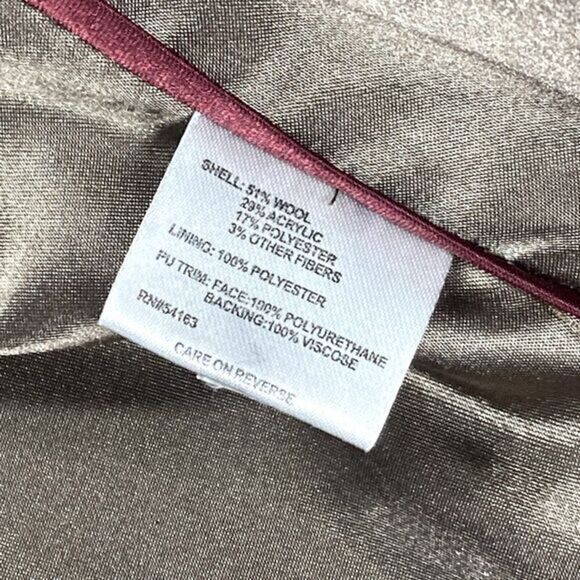 SHELL: 51% WOOL
29% ACRYLIC
17% POLYESTER
3% OTHER FIBERS
LINING: 100% POLYESTER
PU TRIM: FACE:100% POLYURETHANE
BACKING:100% VISCOSE
RN#54163
CARE ON REVERSE